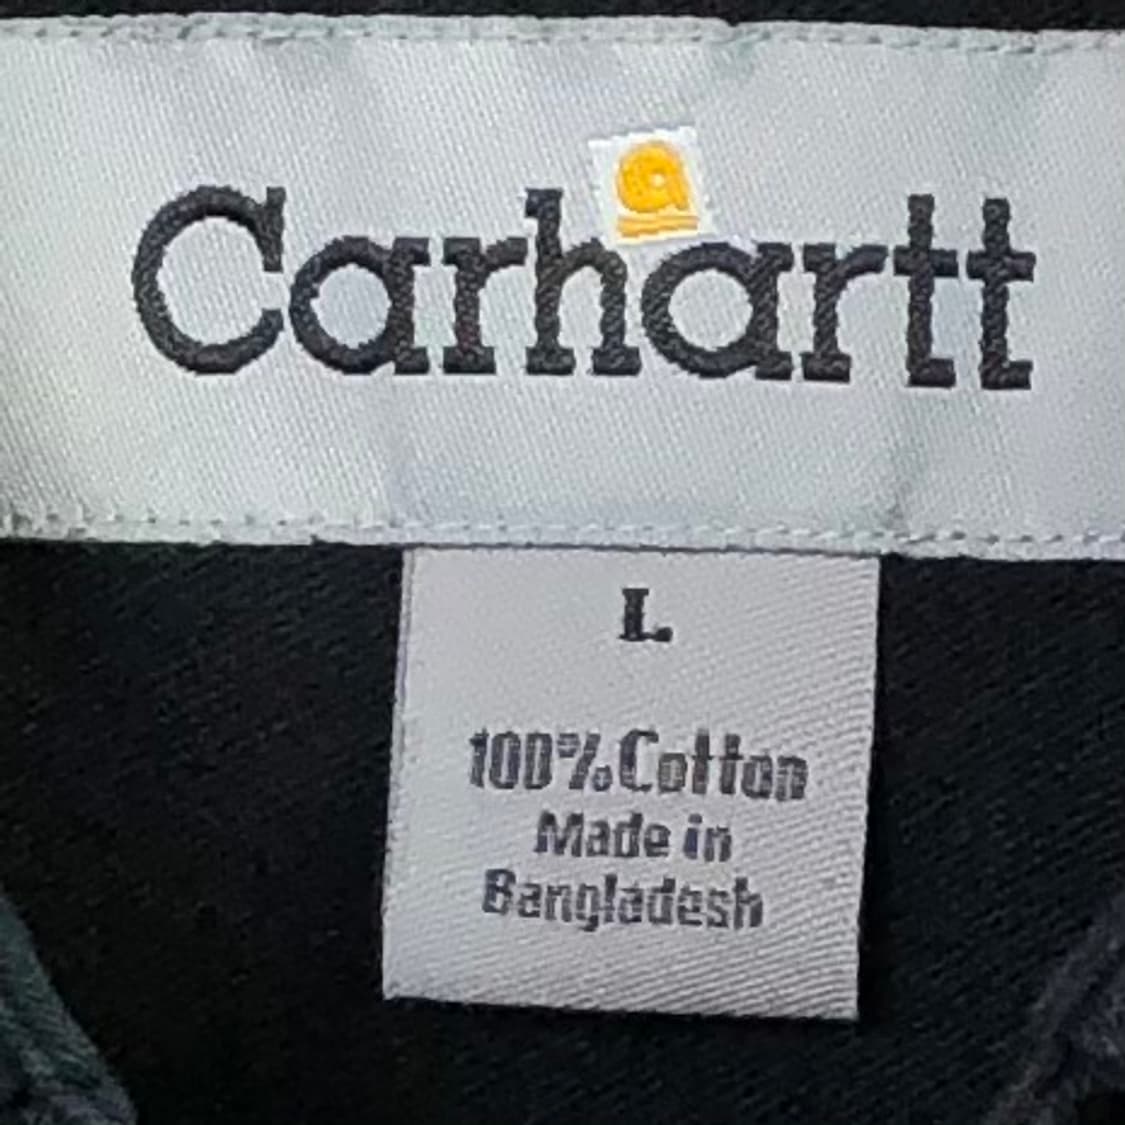 Carhartt
L
100% Cotton
Made in
Bangladesh